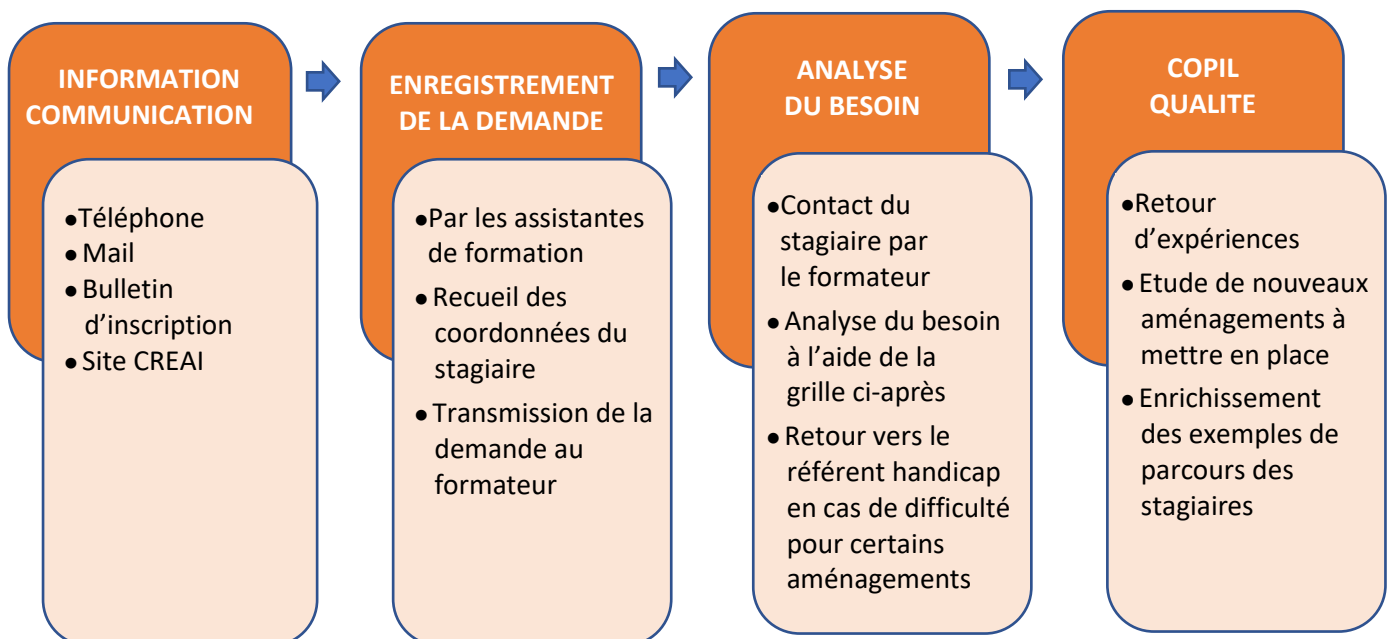 INFORMATION
COMMUNICATION
●Téléphone
● Mail
● Bulletin
d’inscription
● Site CREAI
ENREGISTREMENT
DE LA DEMANDE
●Par les assistantes
de formation
● Recueil des
coordonnées du
stagiaire
● Transmission de la
demande au
formateur
ANALYSE
DU BESOIN
●Contact du
stagiaire par
le formateur
● Analyse du besoin
à l’aide de la
grille ci-après
● Retour vers le
référent handicap
en cas de difficulté
pour certains
aménagements
COPIL
QUALITE
●Retour
d’expériences
● Etude de nouveaux
aménagements à
mettre en place
● Enrichissement
des exemples de
parcours des
stagiaires